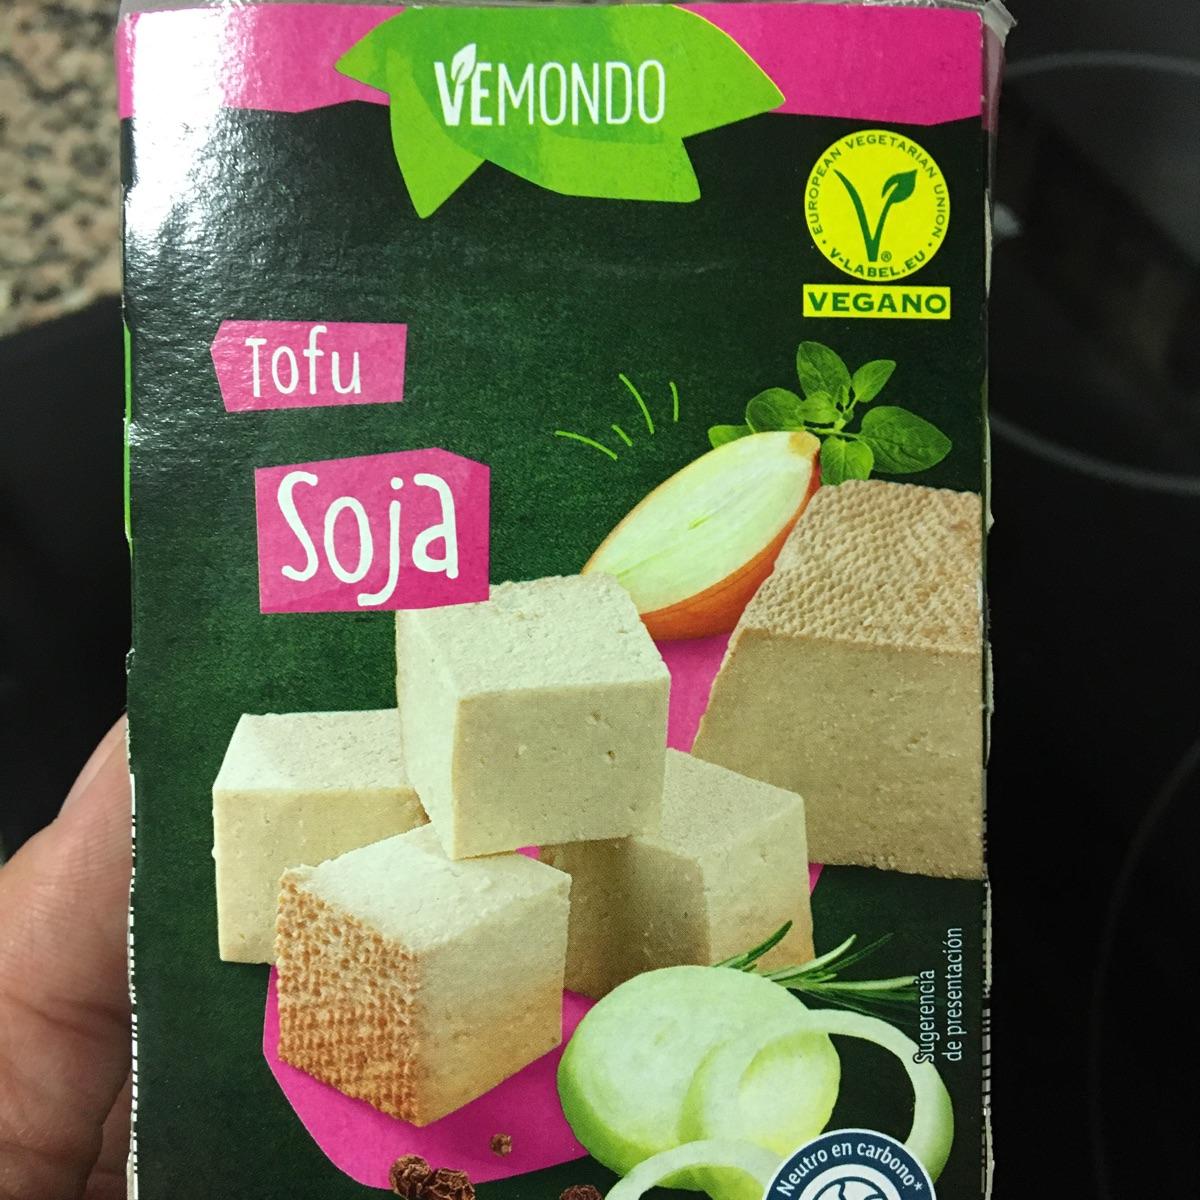 VEMONDO
EUROPEAN VEGETARIAN UNION
V-LABEL.EU
®
VEGANO
Tofu
Soja
Sugerencia
de presentación
Neutro en carbono*